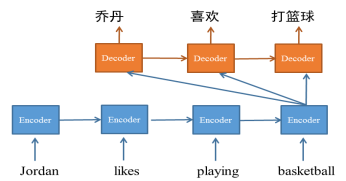 乔丹 喜欢 打篮球
Decoder Decoder Decoder
Encoder Encoder Encoder Encoder
Jordan likes playing basketball